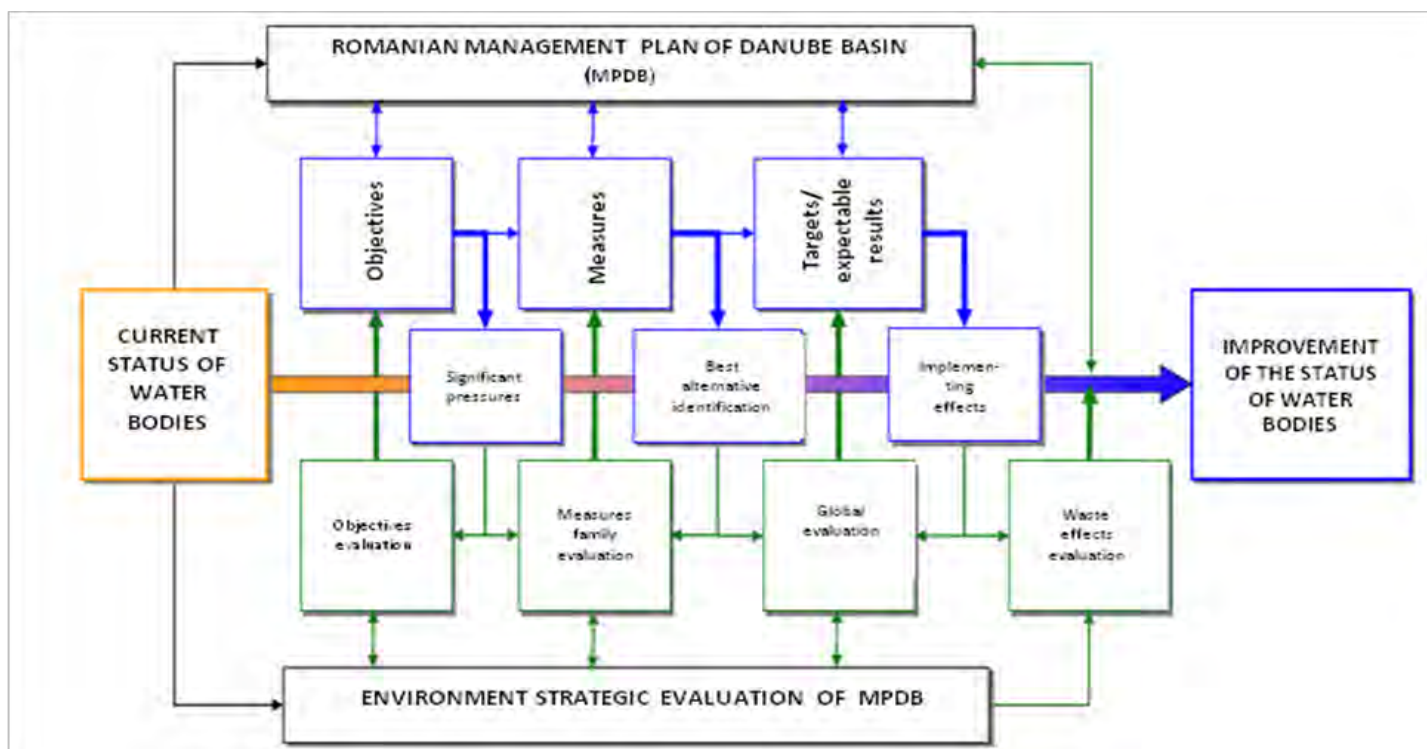 ROMANIAN MANAGEMENT PLAN OF DANUBE BASIN
(MPDB)
Objectives
Measures
Targets/
expectable
results
CURRENT
STATUS OF
WATER
BODIES
Significant
pressures
Best
alternative
identification
Implemen-
ting
effects
IMPROVEMENT
OF THE STATUS
OF WATER
BODIES
Objectives
evaluation
Measures
family
evaluation
Global
evaluation
Waste
effects
evaluation
ENVIRONMENT STRATEGIC EVALUATION OF MPDB